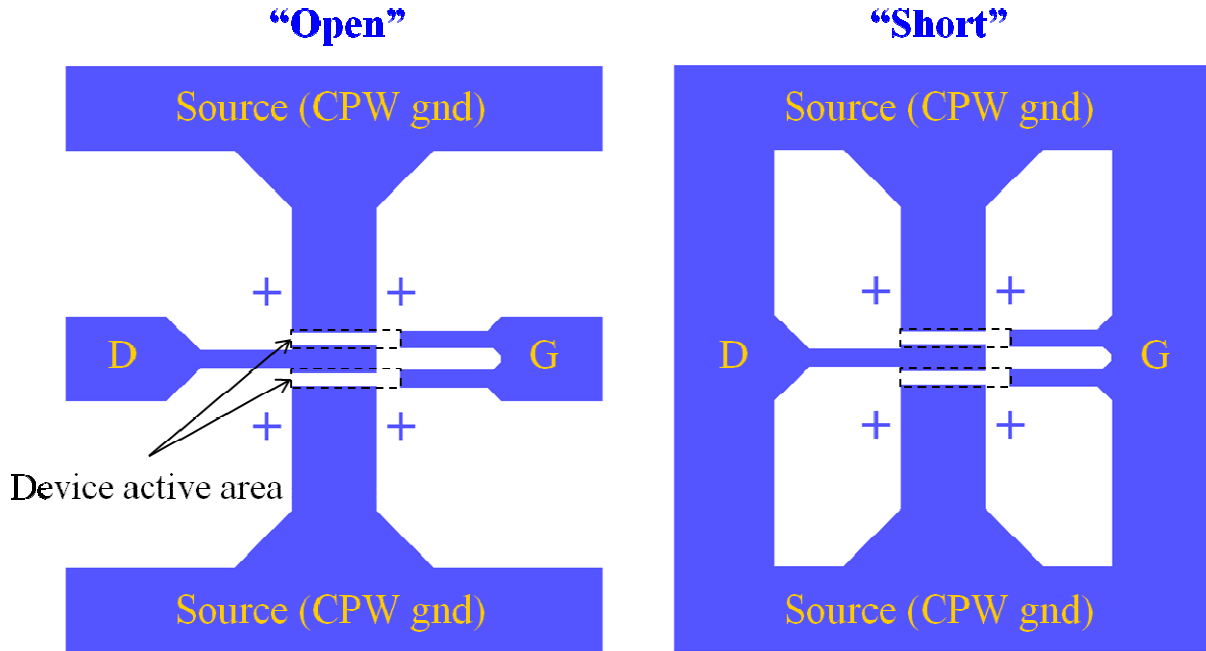 “Open”
“Short”
Source (CPW gnd)
Source (CPW gnd)
D
G
D
G
Device active area
Source (CPW gnd)
Source (CPW gnd)